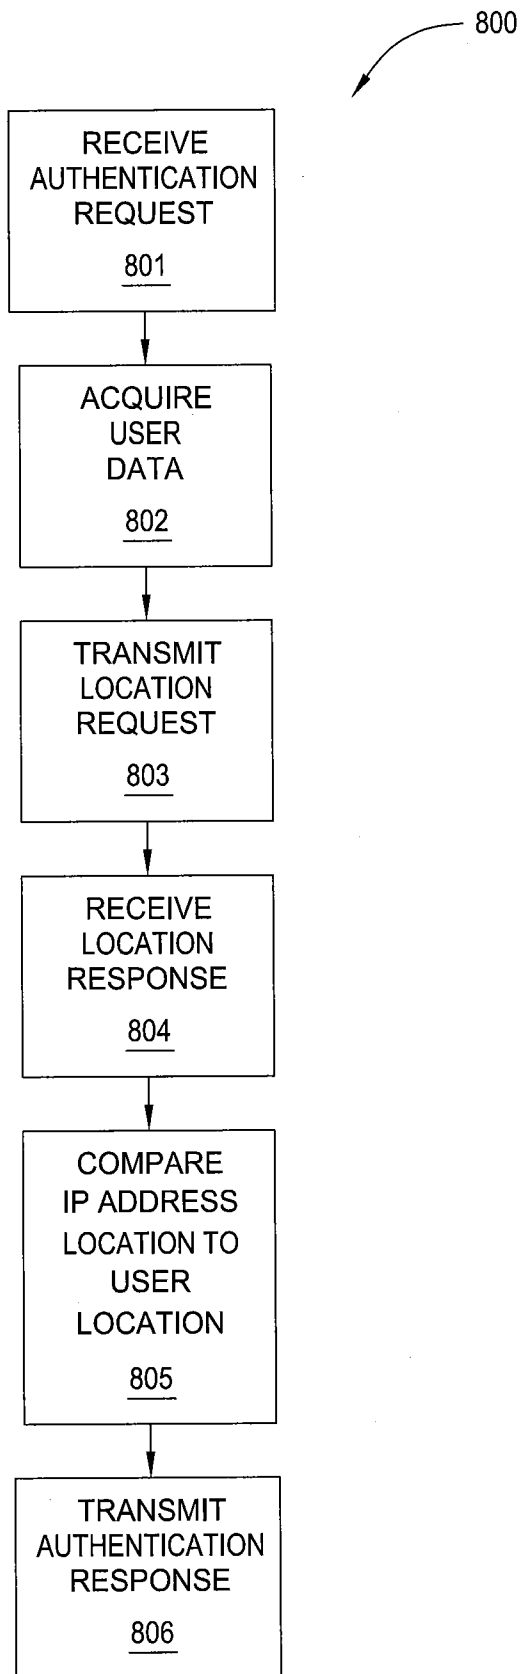 800
RECEIVE
AUTHENTICATION
REQUEST
801
ACQUIRE
USER
DATA
802
TRANSMIT
LOCATION
REQUEST
803
RECEIVE
LOCATION
RESPONSE
804
COMPARE
IP ADDRESS
LOCATION TO
USER
LOCATION
805
TRANSMIT
AUTHENTICATION
RESPONSE
806